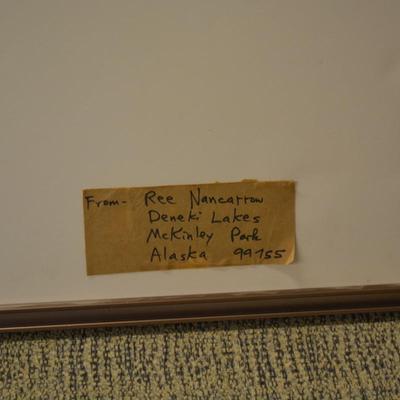 From- Ree Nancarrow
Deneki Lakes
McKinley Park
Alaska 99755